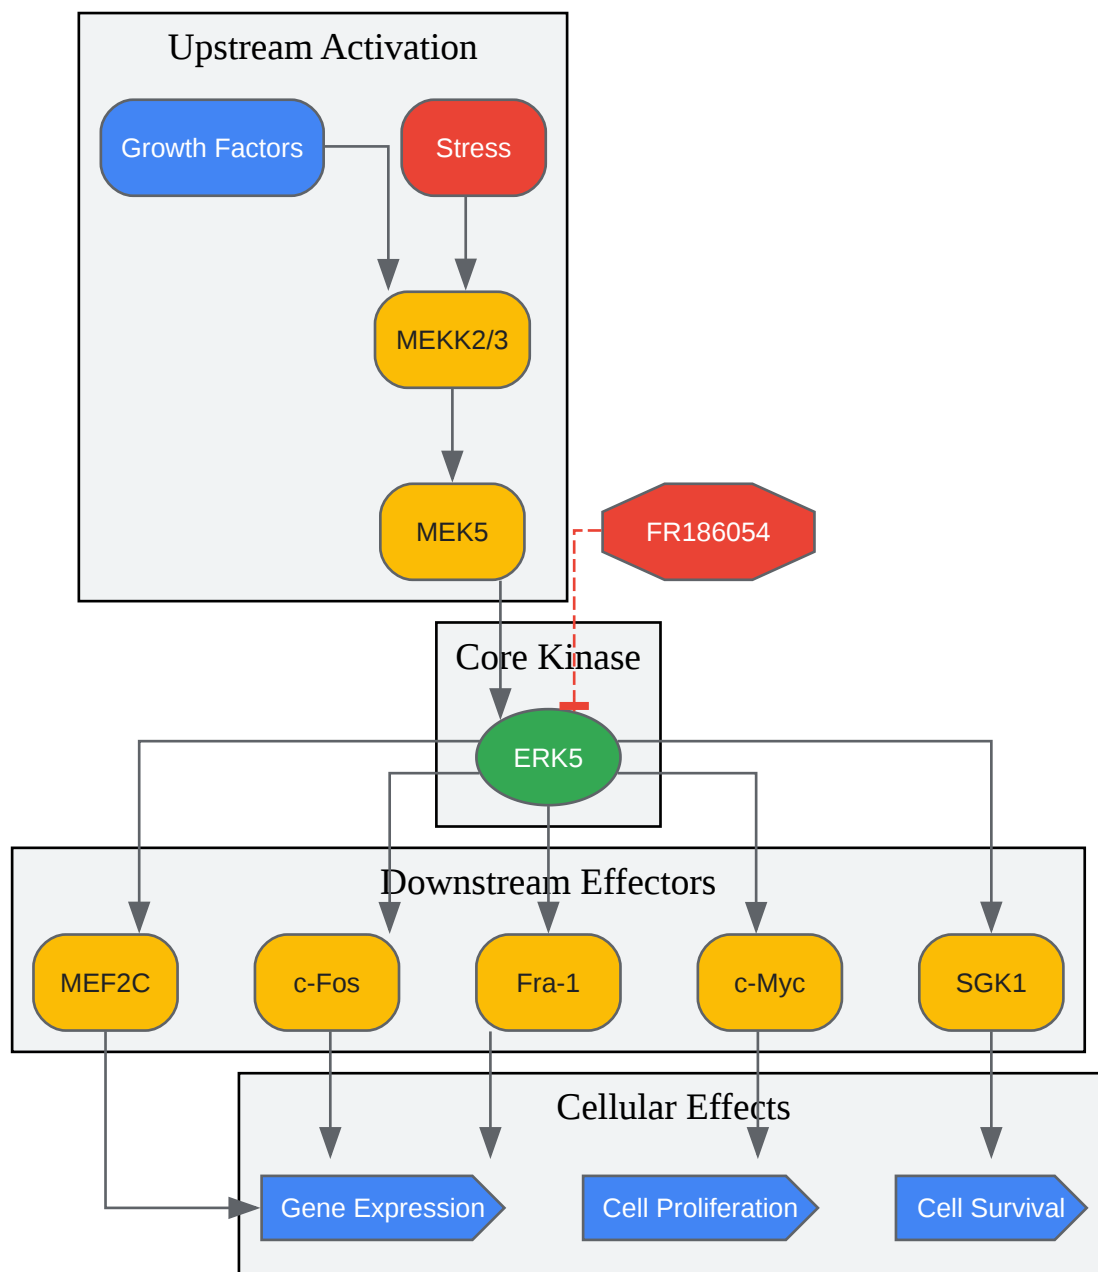 Upstream Activation
Growth Factors
Stress
MEKK2/3
MEK5
FR186054
Core Kinase
ERK5
Downstream Effectors
MEF2C
c-Fos
Fra-1
c-Myc
SGK1
Cellular Effects
Gene Expression
Cell Proliferation
Cell Survival